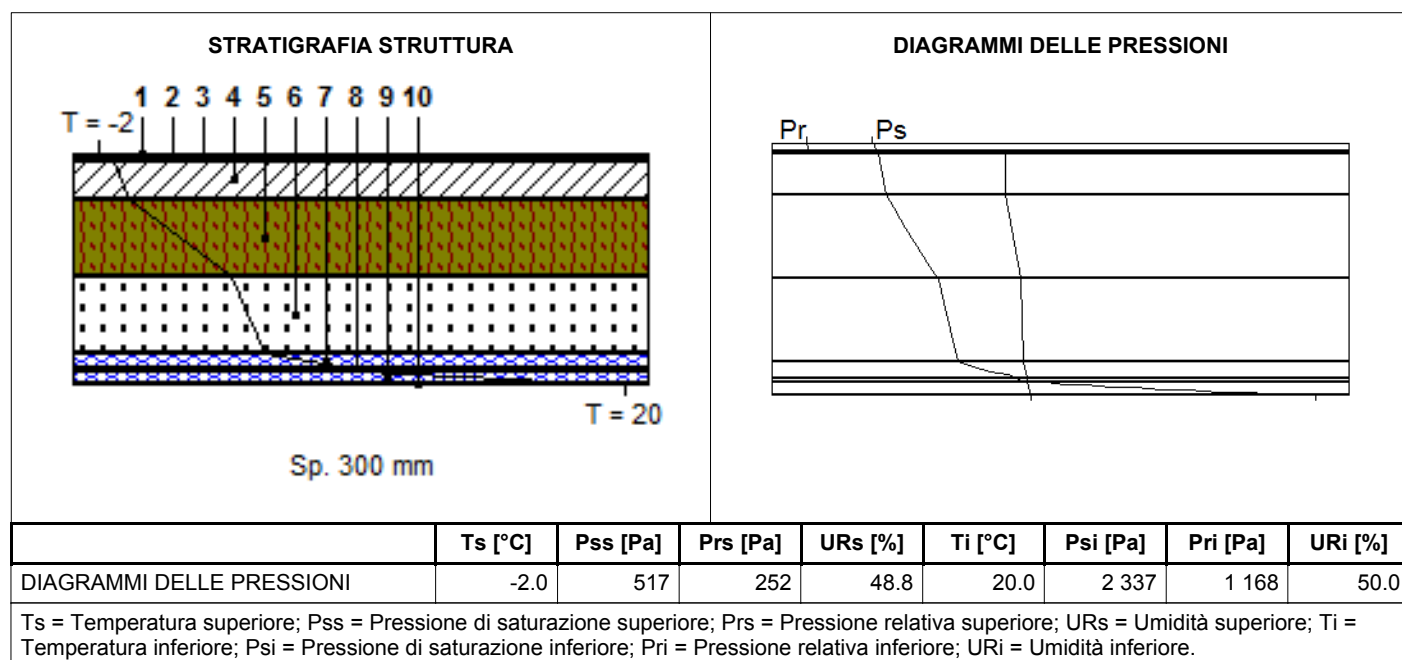 STRATIGRAFIA STRUTTURA
1 2 3 4 5 6 7 8 9 10
T = -2
T = 20
Sp. 300 mm
DIAGRAMMI DELLE PRESSIONI
Pr Ps
Ts [°C] Pss [Pa] Prs [Pa] URs [%] Ti [°C] Psi [Pa] Pri [Pa] URi [%]
DIAGRAMMI DELLE PRESSIONI -2.0 517 252 48.8 20.0 2 337 1 168 50.0
Ts = Temperatura superiore; Pss = Pressione di saturazione superiore; Prs = Pressione relativa superiore; URs = Umidità superiore; Ti =
Temperatura inferiore; Psi = Pressione di saturazione inferiore; Pri = Pressione relativa inferiore; URi = Umidità inferiore.